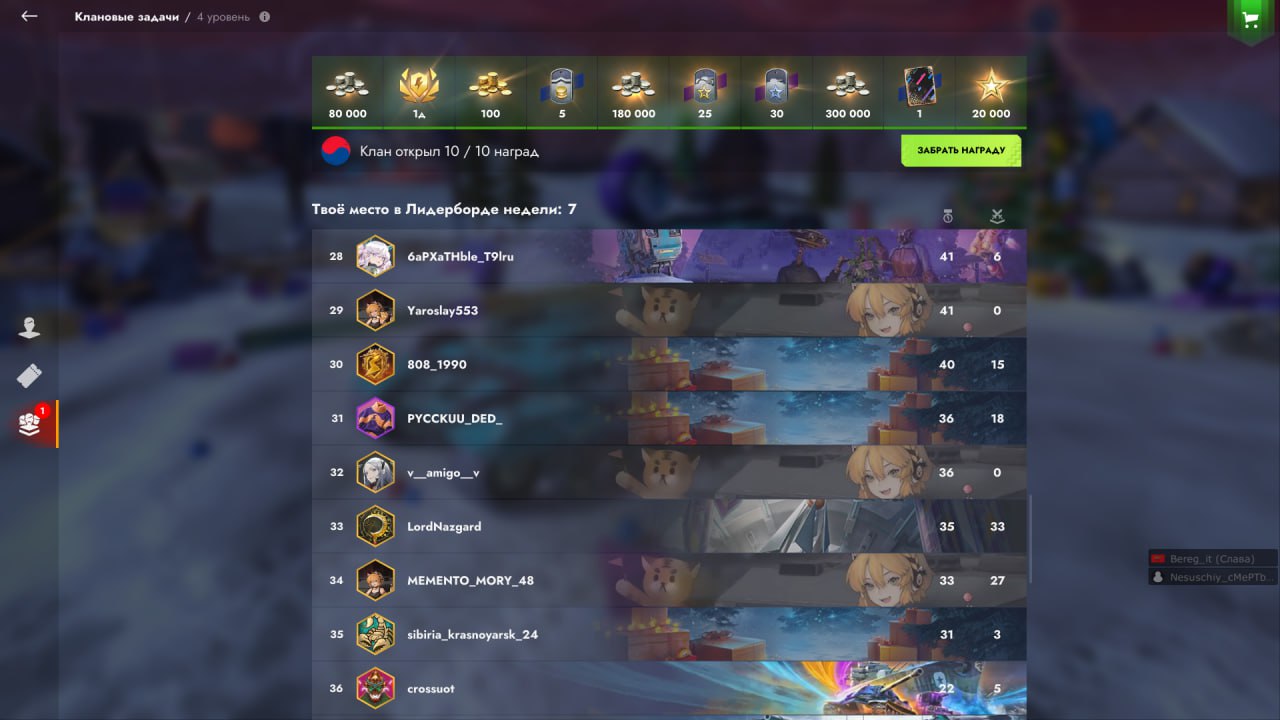 Клановые задачи / 4 уровень
80 000 1д 100 5 180 000 25 30 300 000 1 20 000
Клан открыл 10 / 10 наград
ЗАБРАТЬ НАГРАДУ
Твоё место в Лидерборде недели: 7
28 6aPXaTHble_T9lru 41 6
29 Yaroslay553 41 0
30 808_1990 40 15
31 PYCCKUU_DED_ 36 18
1
32 v__amigo__v 36 0
33 LordNazgard 35 33
Bereg_it (Слава)
34 MEMENTO_MORY_48 33 27
Nesuschiy_cMePTb...
35 sibiria_krasnoyarsk_24 31 3
36 crossuot 22 5